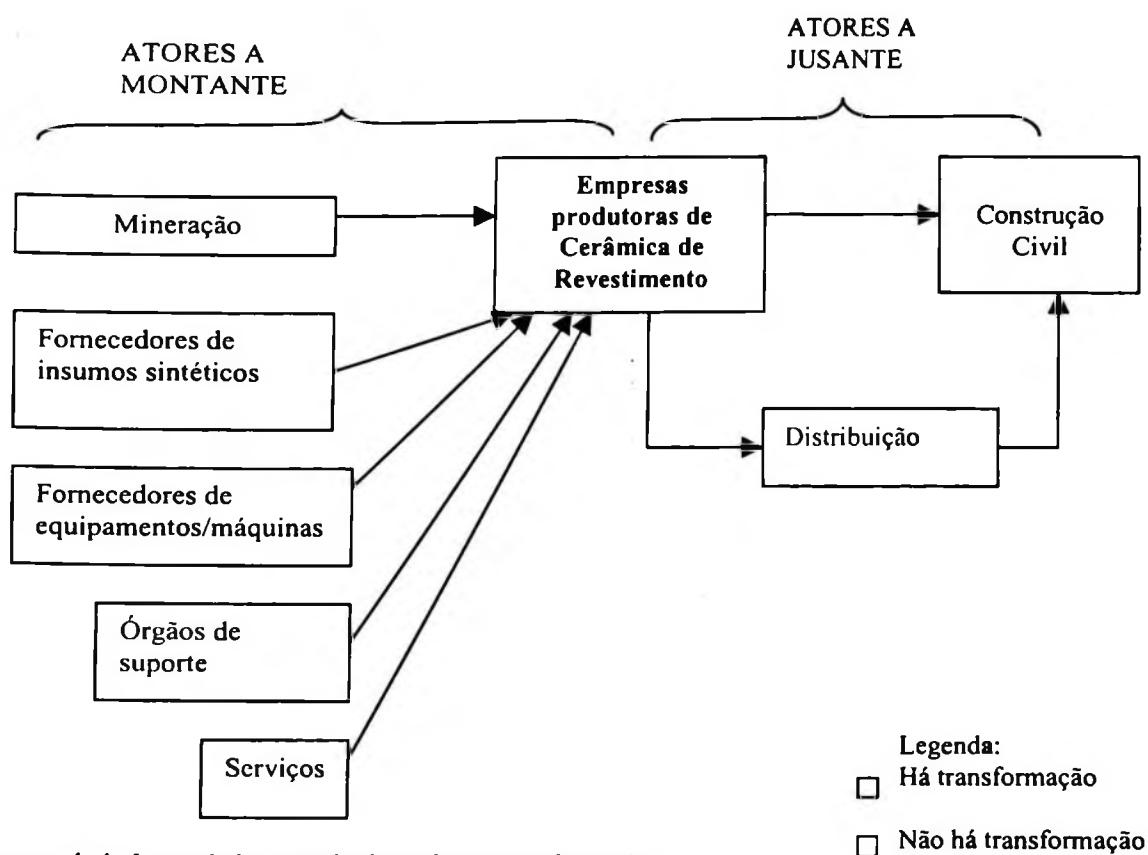 ATORES A
MONTANTE
ATORES A
JUSANTE
Mineração
Empresas
produtoras de
Cerâmica de
Revestimento
Construção
Civil
Fornecedores de
insumos sintéticos
Distribuição
Fornecedores de
equipamentos/máquinas
Órgãos de
suporte
Serviços
Legenda:
Há transformação
Não há transformação